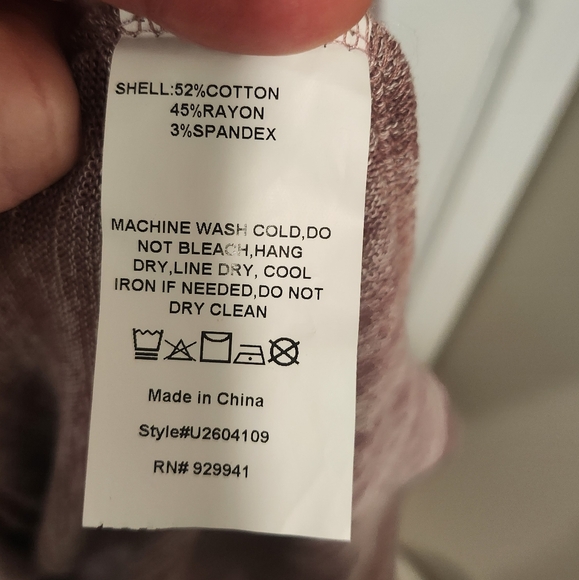 SHELL:52%COTTON
45%RAYON
3%SPANDEX
MACHINE WASH COLD,DO
NOT BLEACH,HANG
DRY,LINE DRY, COOL
IRON IF NEEDED,DO NOT
DRY CLEAN
Made in China
Style#U2604109
RN# 929941